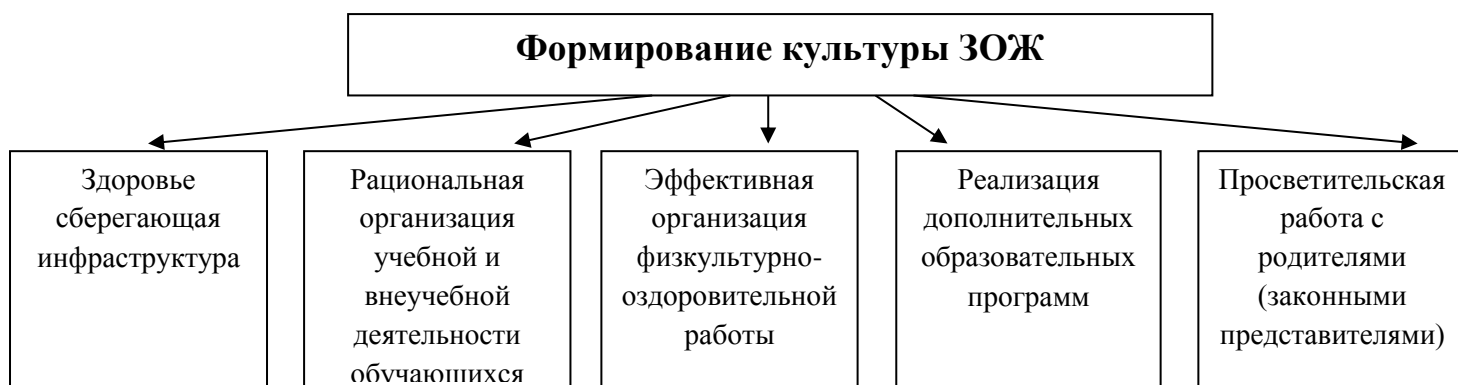 Формирование культуры ЗОЖ
Здоровье
сберегающая
инфраструктура
Рациональная
организация
учебной и
внеучебной
деятельности
обучающихся
Эффективная
организация
физкультурно-
оздоровительной
работы
Реализация
дополнительных
образовательных
программ
Просветительская
работа с
родителями
(законными
представителями)